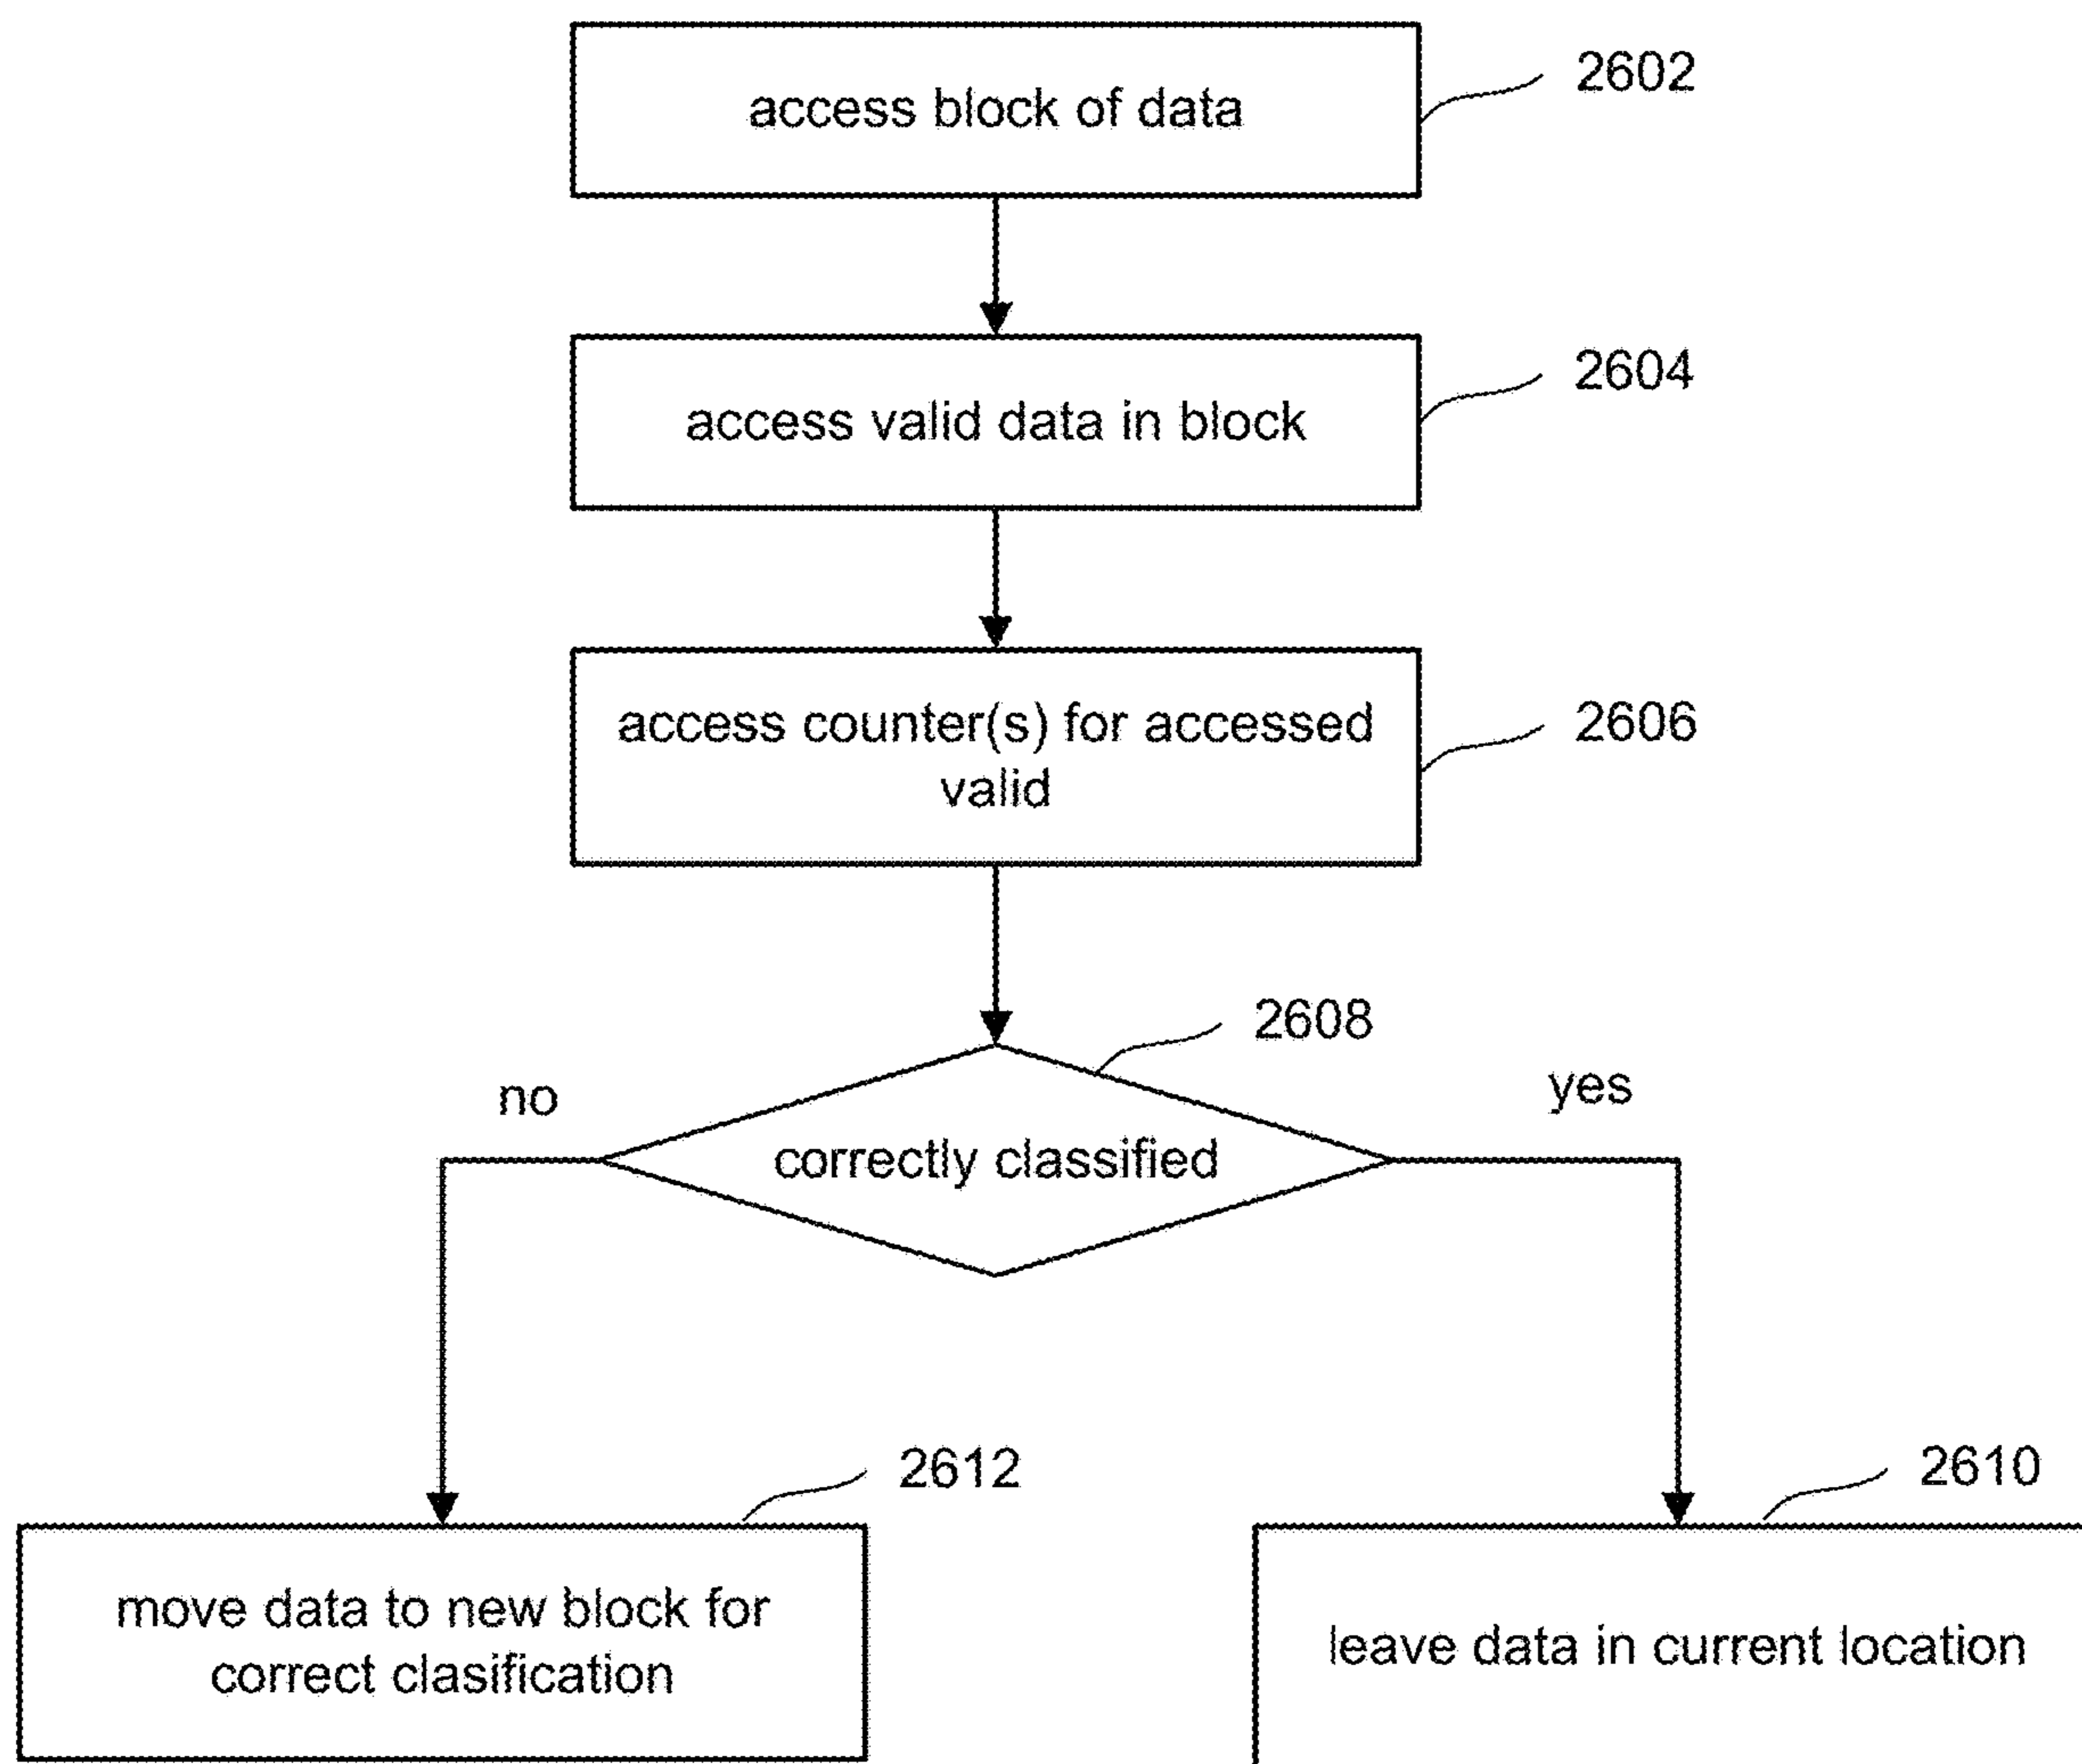 access block of data
2602
access valid data in block
2604
access counter(s) for accessed
valid
2606
2608
no
correctly classified
yes
2612
move data to new block for
correct clasification
2610
leave data in current location